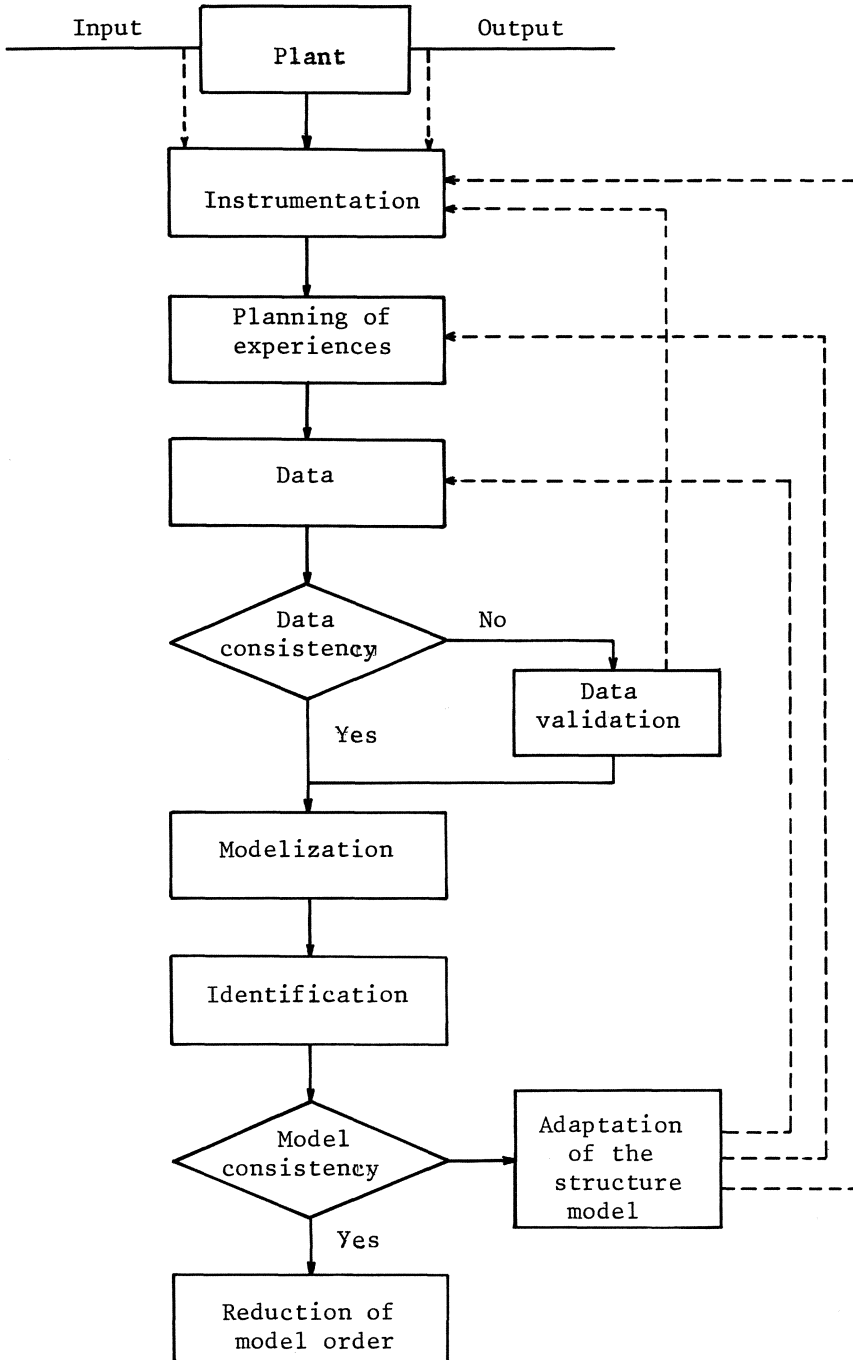 Input
Output
Plant
Instrumentation
Planning of
experiences
Data
Data
consistency
No
Data
validation
Yes
Modelization
Identification
Model
consistency
Adaptation
of the
structure
model
Yes
Reduction of
model order